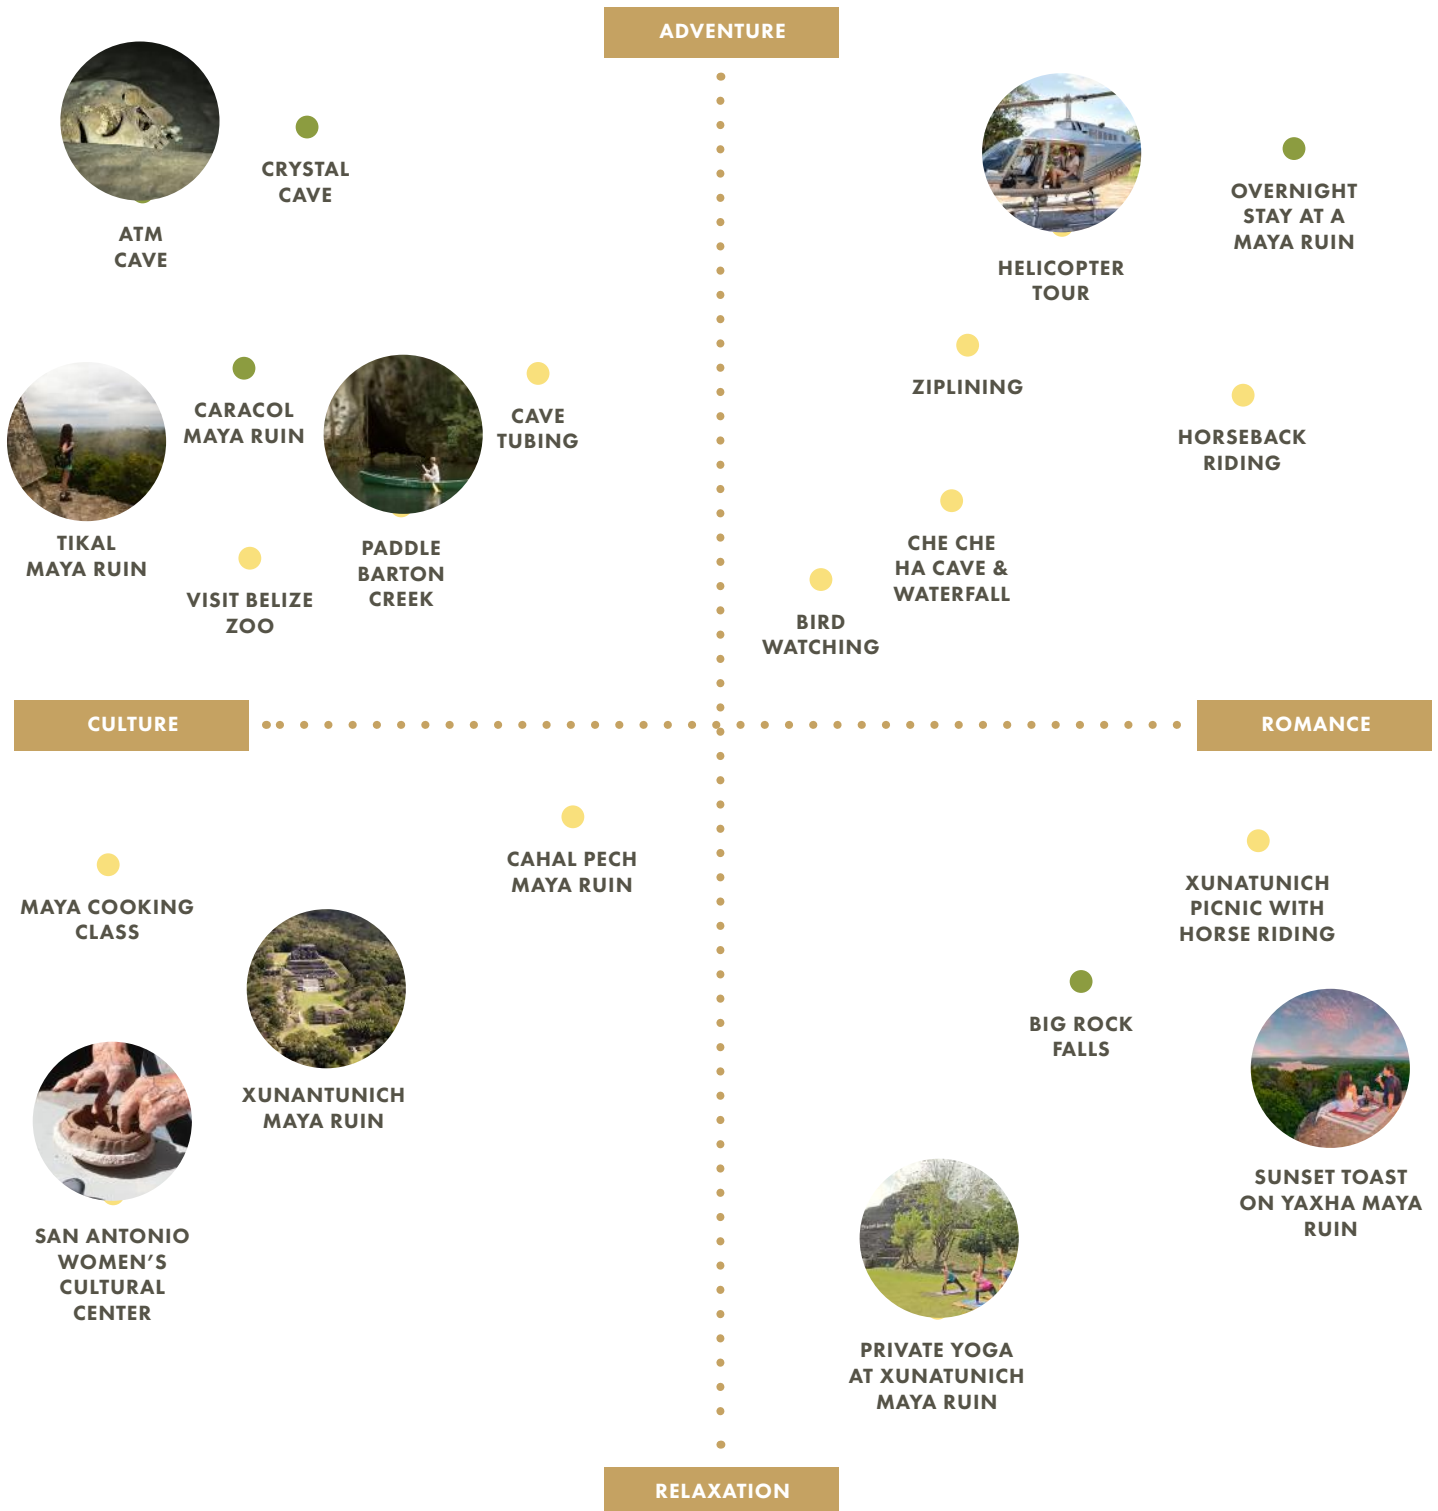 ADVENTURE
CRYSTAL
CAVE
ATM
CAVE
OVERNIGHT
STAY AT A
MAYA RUIN
HELICOPTER
TOUR
ZIPLINING
CARACOL
MAYA RUIN
CAVE
TUBING
HORSEBACK
RIDING
TIKAL
MAYA RUIN
PADDLE
BARTON
CREEK
CHE CHE
HA CAVE &
WATERFALL
VISIT BELIZE
ZOO
BIRD
WATCHING
CULTURE
ROMANCE
CAHAL PECH
MAYA RUIN
MAYA COOKING
CLASS
XUNATUNICH
PICNIC WITH
HORSE RIDING
BIG ROCK
FALLS
XUNANTUNICH
MAYA RUIN
SUNSET TOAST
ON YAXHA MAYA
RUIN
SAN ANTONIO
WOMEN'S
CULTURAL
CENTER
PRIVATE YOGA
AT XUNATUNICH
MAYA RUIN
RELAXATION